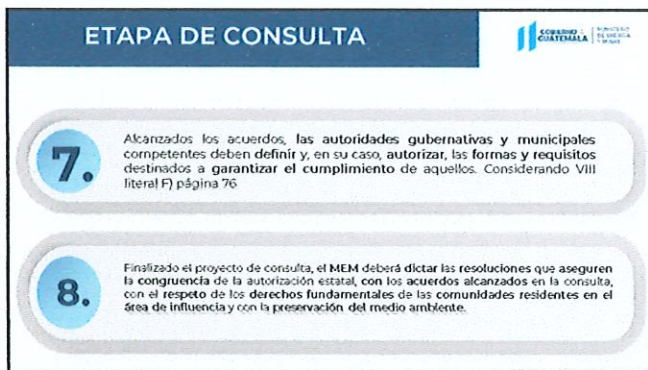 ETAPA DE CONSULTA
GOBIERNO de
GUATEMALA
MINISTERIO
DE ENERGÍA
Y MINAS
7.
Alcanzados los acuerdos, las autoridades gubernativas y municipales
competentes deben definir y, en su caso, autorizar, las formas y requisitos
destinados a garantizar el cumplimiento de aquellos. Considerando VIII
literal F) página 76
8.
Finalizado el proyecto de consulta, el MEM deberá dictar las resoluciones que aseguren
la congruencia de la autorización estatal, con los acuerdos alcanzados en la consulta,
con el respeto de los derechos fundamentales de las comunidades residentes en el
área de influencia y con la preservación del medio ambiente.